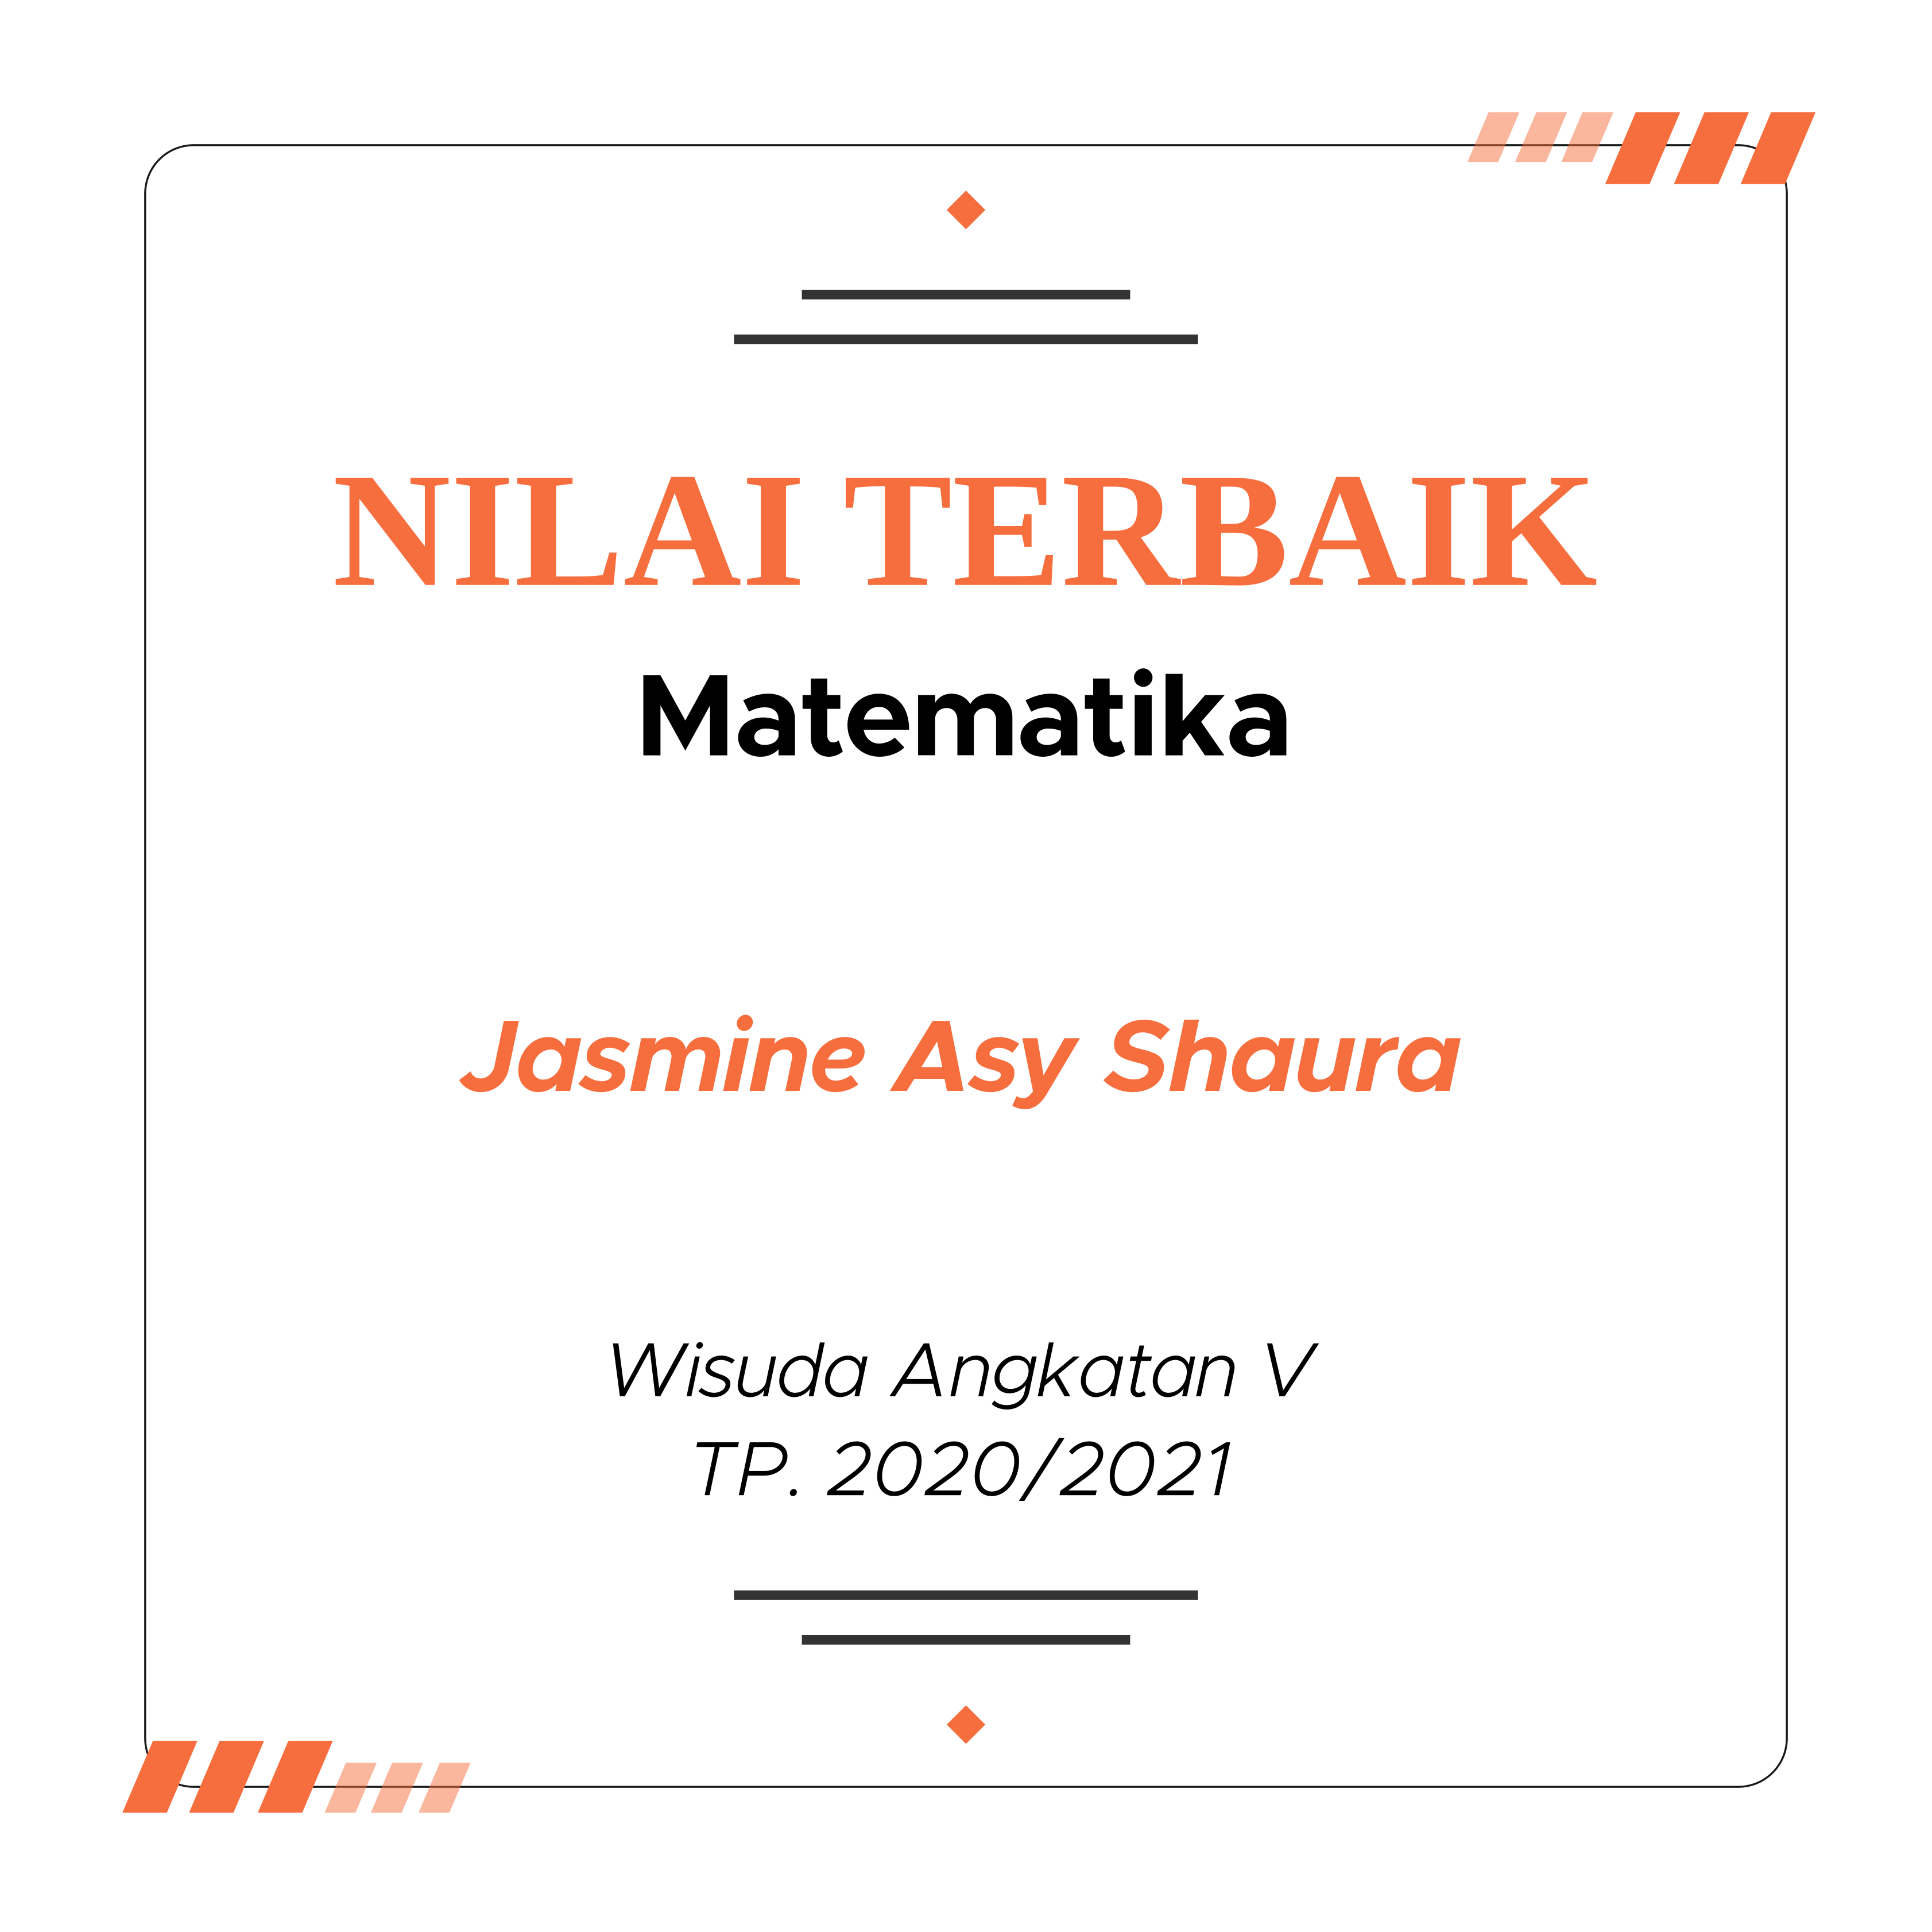 NILAI TERBAIK
Matematika
Jasmine Asy Shaura
Wisuda Angkatan V
TP. 2020/2021